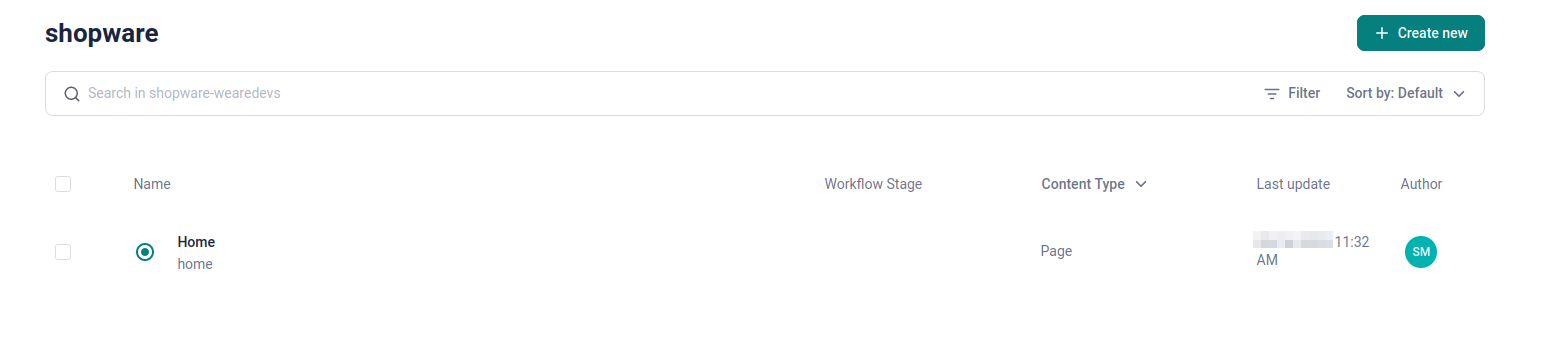 shopware
Create new
Search in shopware-wearedevs
Filter
Sort by: Default
Name
Workflow Stage
Content Type
Last update
Author
Home
home
Page
11:32
AM
SM